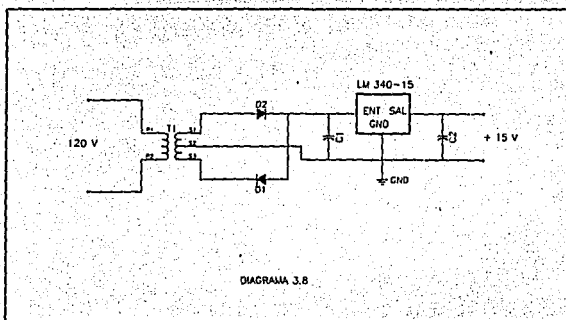 LM 340-15
D2
ENT SAL
GND
P1
T1
S1
120 V
S2
C1
C2
+ 15 V
P2
S3
D1
GND
DIAGRAMA 3.8